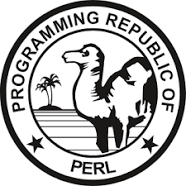 PROGRAMMING REPUBLIC OF
PERL